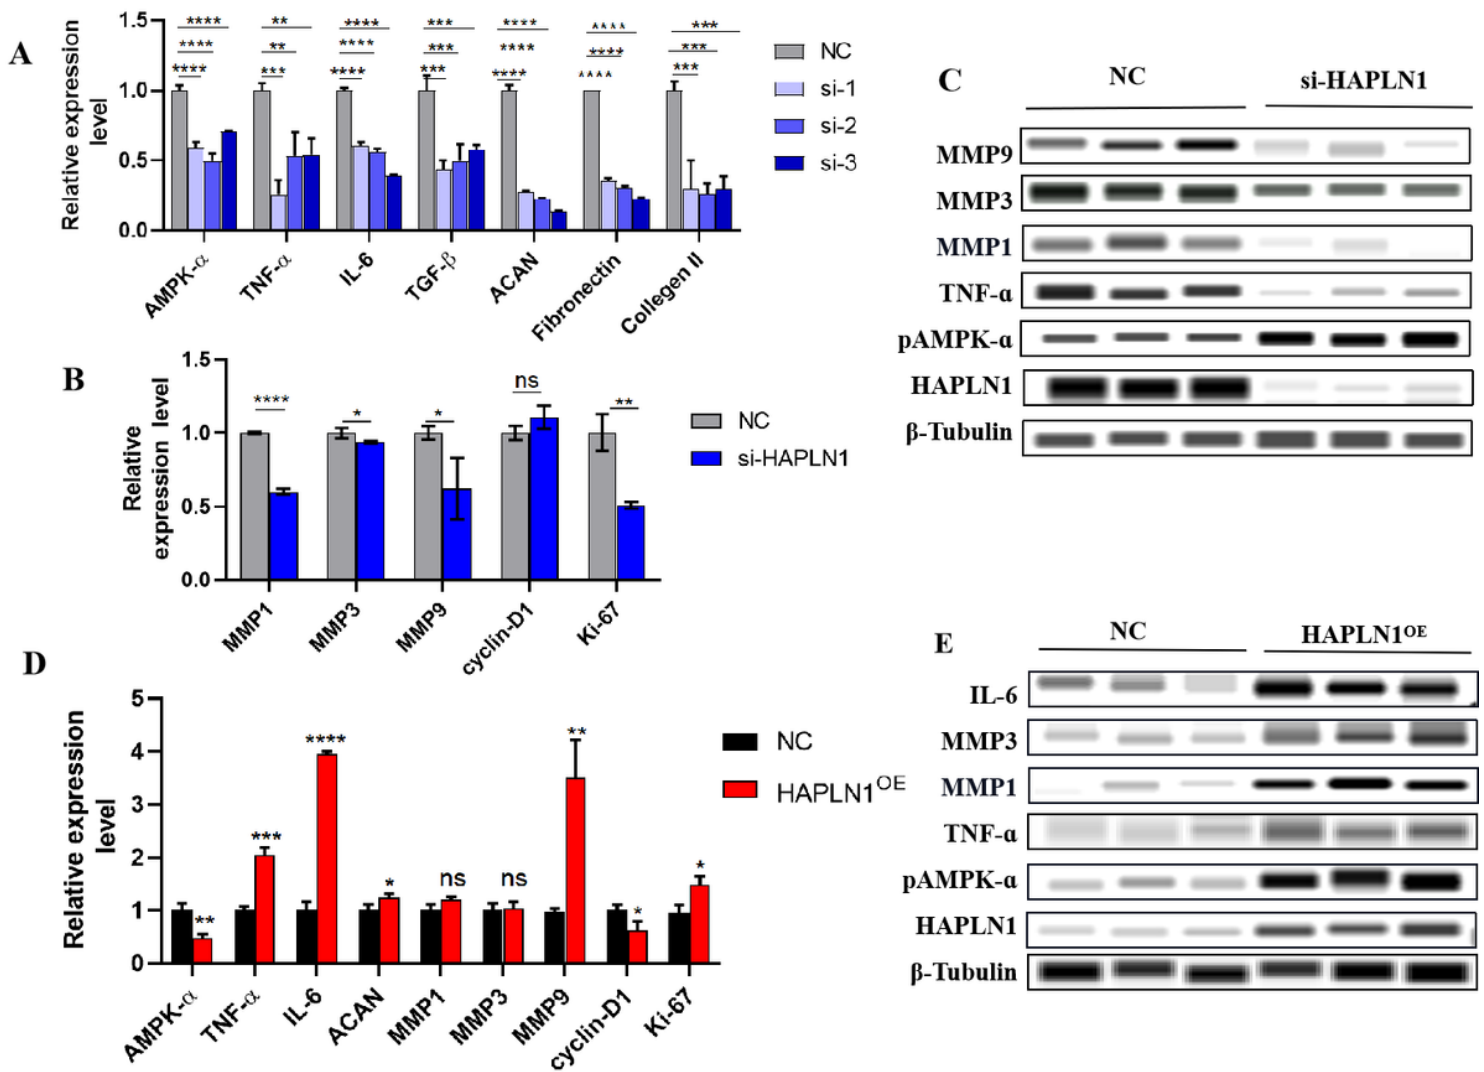 A
Relative expression
level
1.5
1.0
0.5
0.0
**** ** **** *** **** **** ***
**** ** **** *** **** **** ***
**** *** **** *** **** **** ***
NC
si-1
si-2
si-3
AMPK-α
TNF-α
IL-6
TGF-β
ACAN
Fibronectin
Collegen II
B
Relative
expression level
1.5
1.0
0.5
0.0
**** * * ns **
NC
si-HAPLN1
MMP1
MMP3
MMP9
cyclin-D1
Ki-67
C
NC si-HAPLN1
MMP9
MMP3
MMP1
TNF-α
pAMPK-α
HAPLN1
β-Tubulin
D
Relative expression
level
5
4
3
2
1
0
** *** **** * ns ns ** * *
NC
HAPLN1OE
AMPK-α
TNF-α
IL-6
ACAN
MMP1
MMP3
MMP9
cyclin-D1
Ki-67
E
NC HAPLN1OE
IL-6
MMP3
MMP1
TNF-α
pAMPK-α
HAPLN1
β-Tubulin